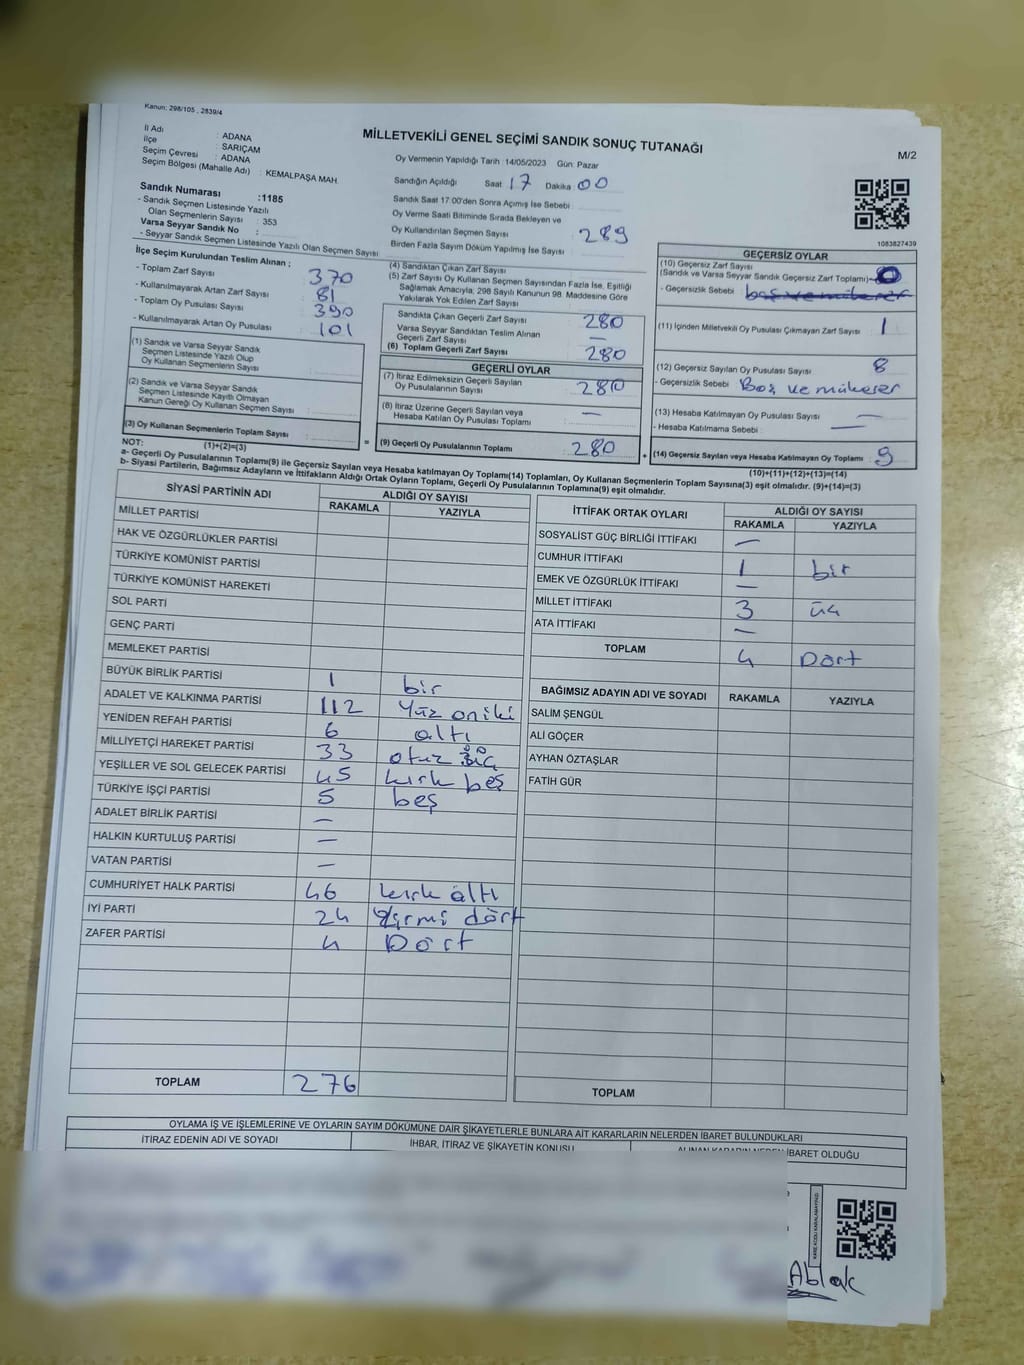 Kanun: 298/105 , 2839/4
MİLLETVEKİLİ GENEL SEÇİMİ SANDIK SONUÇ TUTANAĞI
M/2
İl Adı : ADANA
İlçe : SARIÇAM
Seçim Çevresi : ADANA
Seçim Bölgesi (Mahalle Adı) : KEMALPAŞA MAH.
Sandık Numarası :1185
- Sandık Seçmen Listesinde Yazılı
Olan Seçmenlerin Sayısı : 353
Varsa Seyyar Sandık No :
- Seyyar Sandık Seçmen Listesinde Yazılı Olan Seçmen Sayısı
Oy Vermenin Yapıldığı Tarih :14/05/2023 Gün: Pazar
Sandığın Açıldığı Saat 17 Dakika 00
Sandık Saat 17:00'den Sonra Açılmış İse Sebebi
Oy Verme Saati Bitiminde Sırada Bekleyen ve
Oy Kullandırılan Seçmen Sayısı 289
Birden Fazla Sayım Döküm Yapılmış İse Sayısı
1083827439
İlçe Seçim Kurulundan Teslim Alınan ;
- Toplam Zarf Sayısı 370
- Kullanılmayarak Artan Zarf Sayısı 81
- Toplam Oy Pusulası Sayısı 390
- Kullanılmayarak Artan Oy Pusulası 101
(1) Sandık ve Varsa Seyyar Sandık
Seçmen Listesinde Yazılı Olup
Oy Kullanan Seçmenlerin Sayısı :
(2) Sandık ve Varsa Seyyar Sandık
Seçmen Listesinde Kayıtlı Olmayan
Kanun Gereği Oy Kullanan Seçmen Sayısı
(3) Oy Kullanan Seçmenlerin Toplam Sayısı :
(1)+(2)=(3)
(4) Sandıktan Çıkan Zarf Sayısı
(5) Zarf Sayısı Oy Kullanan Seçmen Sayısından Fazla İse, Eşitliği
Sağlamak Amacıyla; 298 Sayılı Kanunun 98. Maddesine Göre
Yakılarak Yok Edilen Zarf Sayısı
Sandıkta Çıkan Geçerli Zarf Sayısı 280
Varsa Seyyar Sandıktan Teslim Alınan
Geçerli Zarf Sayısı —
(6) Toplam Geçerli Zarf Sayısı 280
GEÇERLİ OYLAR
(7) İtiraz Edilmeksizin Geçerli Sayılan
Oy Pusulalarının Sayısı : 280
(8) İtiraz Üzerine Geçerli Sayılan veya
Hesaba Katılan Oy Pusulası Toplamı —
= (9) Geçerli Oy Pusulalarının Toplamı 280
GEÇERSİZ OYLAR
(10) Geçersiz Zarf Sayısı
(Sandık ve Varsa Seyyar Sandık Geçersiz Zarf Toplamı) 0
- Geçersizlik Sebebi : boş ve mükerer
(11) İçinden Milletvekili Oy Pusulası Çıkmayan Zarf Sayısı 1
(12) Geçersiz Sayılan Oy Pusulası Sayısı 8
- Geçersizlik Sebebi Boş ve mükerer
(13) Hesaba Katılmayan Oy Pusulası Sayısı —
- Hesaba Katılmama Sebebi : —
+ (14) Geçersiz Sayılan veya Hesaba Katılmayan Oy Toplamı 9
(10)+(11)+(12)+(13)=(14)
NOT:
a- Geçerli Oy Pusulalarının Toplamı(9) ile Geçersiz Sayılan veya Hesaba Katılmayan Oy Toplamı(14) Toplamları, Oy Kullanan Seçmenlerin Toplam Sayısına(3) eşit olmalıdır. (9)+(14)=(3)
b- Siyasi Partilerin, Bağımsız Adayların ve İttifakların Aldığı Ortak Oyların Toplamı, Geçerli Oy Pusulalarının Toplamına(9) eşit olmalıdır.
SİYASİ PARTİNİN ADI ALDIĞI OY SAYISI
RAKAMLA YAZIYLA
MİLLET PARTİSİ
HAK VE ÖZGÜRLÜKLER PARTİSİ
TÜRKİYE KOMÜNİST PARTİSİ
TÜRKİYE KOMÜNİST HAREKETİ
SOL PARTİ
GENÇ PARTİ
MEMLEKET PARTİSİ
BÜYÜK BİRLİK PARTİSİ 1 bir
ADALET VE KALKINMA PARTİSİ 112 Yüz oniki
YENİDEN REFAH PARTİSİ 6 altı
MİLLİYETÇİ HAREKET PARTİSİ 33 otuz üç
YEŞİLLER VE SOL GELECEK PARTİSİ 45 kırk beş
TÜRKİYE İŞÇİ PARTİSİ 5 beş
ADALET BİRLİK PARTİSİ —
HALKIN KURTULUŞ PARTİSİ —
VATAN PARTİSİ —
CUMHURİYET HALK PARTİSİ 46 kırk altı
İYİ PARTİ 24 Yirmi dört
ZAFER PARTİSİ 4 Dört
TOPLAM 276
İTTİFAK ORTAK OYLARI ALDIĞI OY SAYISI
RAKAMLA YAZIYLA
SOSYALİST GÜÇ BİRLİĞİ İTTİFAKI —
CUMHUR İTTİFAKI 1 bir
EMEK VE ÖZGÜRLÜK İTTİFAKI —
MİLLET İTTİFAKI 3 üç
ATA İTTİFAKI —
TOPLAM 4 Dört
BAĞIMSIZ ADAYIN ADI VE SOYADI RAKAMLA YAZIYLA
SALİM ŞENGÜL
ALİ GÖÇER
AYHAN ÖZTAŞLAR
FATİH GÜR
TOPLAM
OYLAMA İŞ VE İŞLEMLERİNE VE OYLARIN SAYIM DÖKÜMÜNE DAİR ŞİKAYETLERLE BUNLARA AİT KARARLARIN NELERDEN İBARET BULUNDUKLARI
İTİRAZ EDENİN ADI VE SOYADI İHBAR, İTİRAZ VE ŞİKAYETİN KONUSU ALINAN KARARIN NEDEN İBARET OLDUĞU
KARE KODU KARALAMAYINIZ!
Ablak